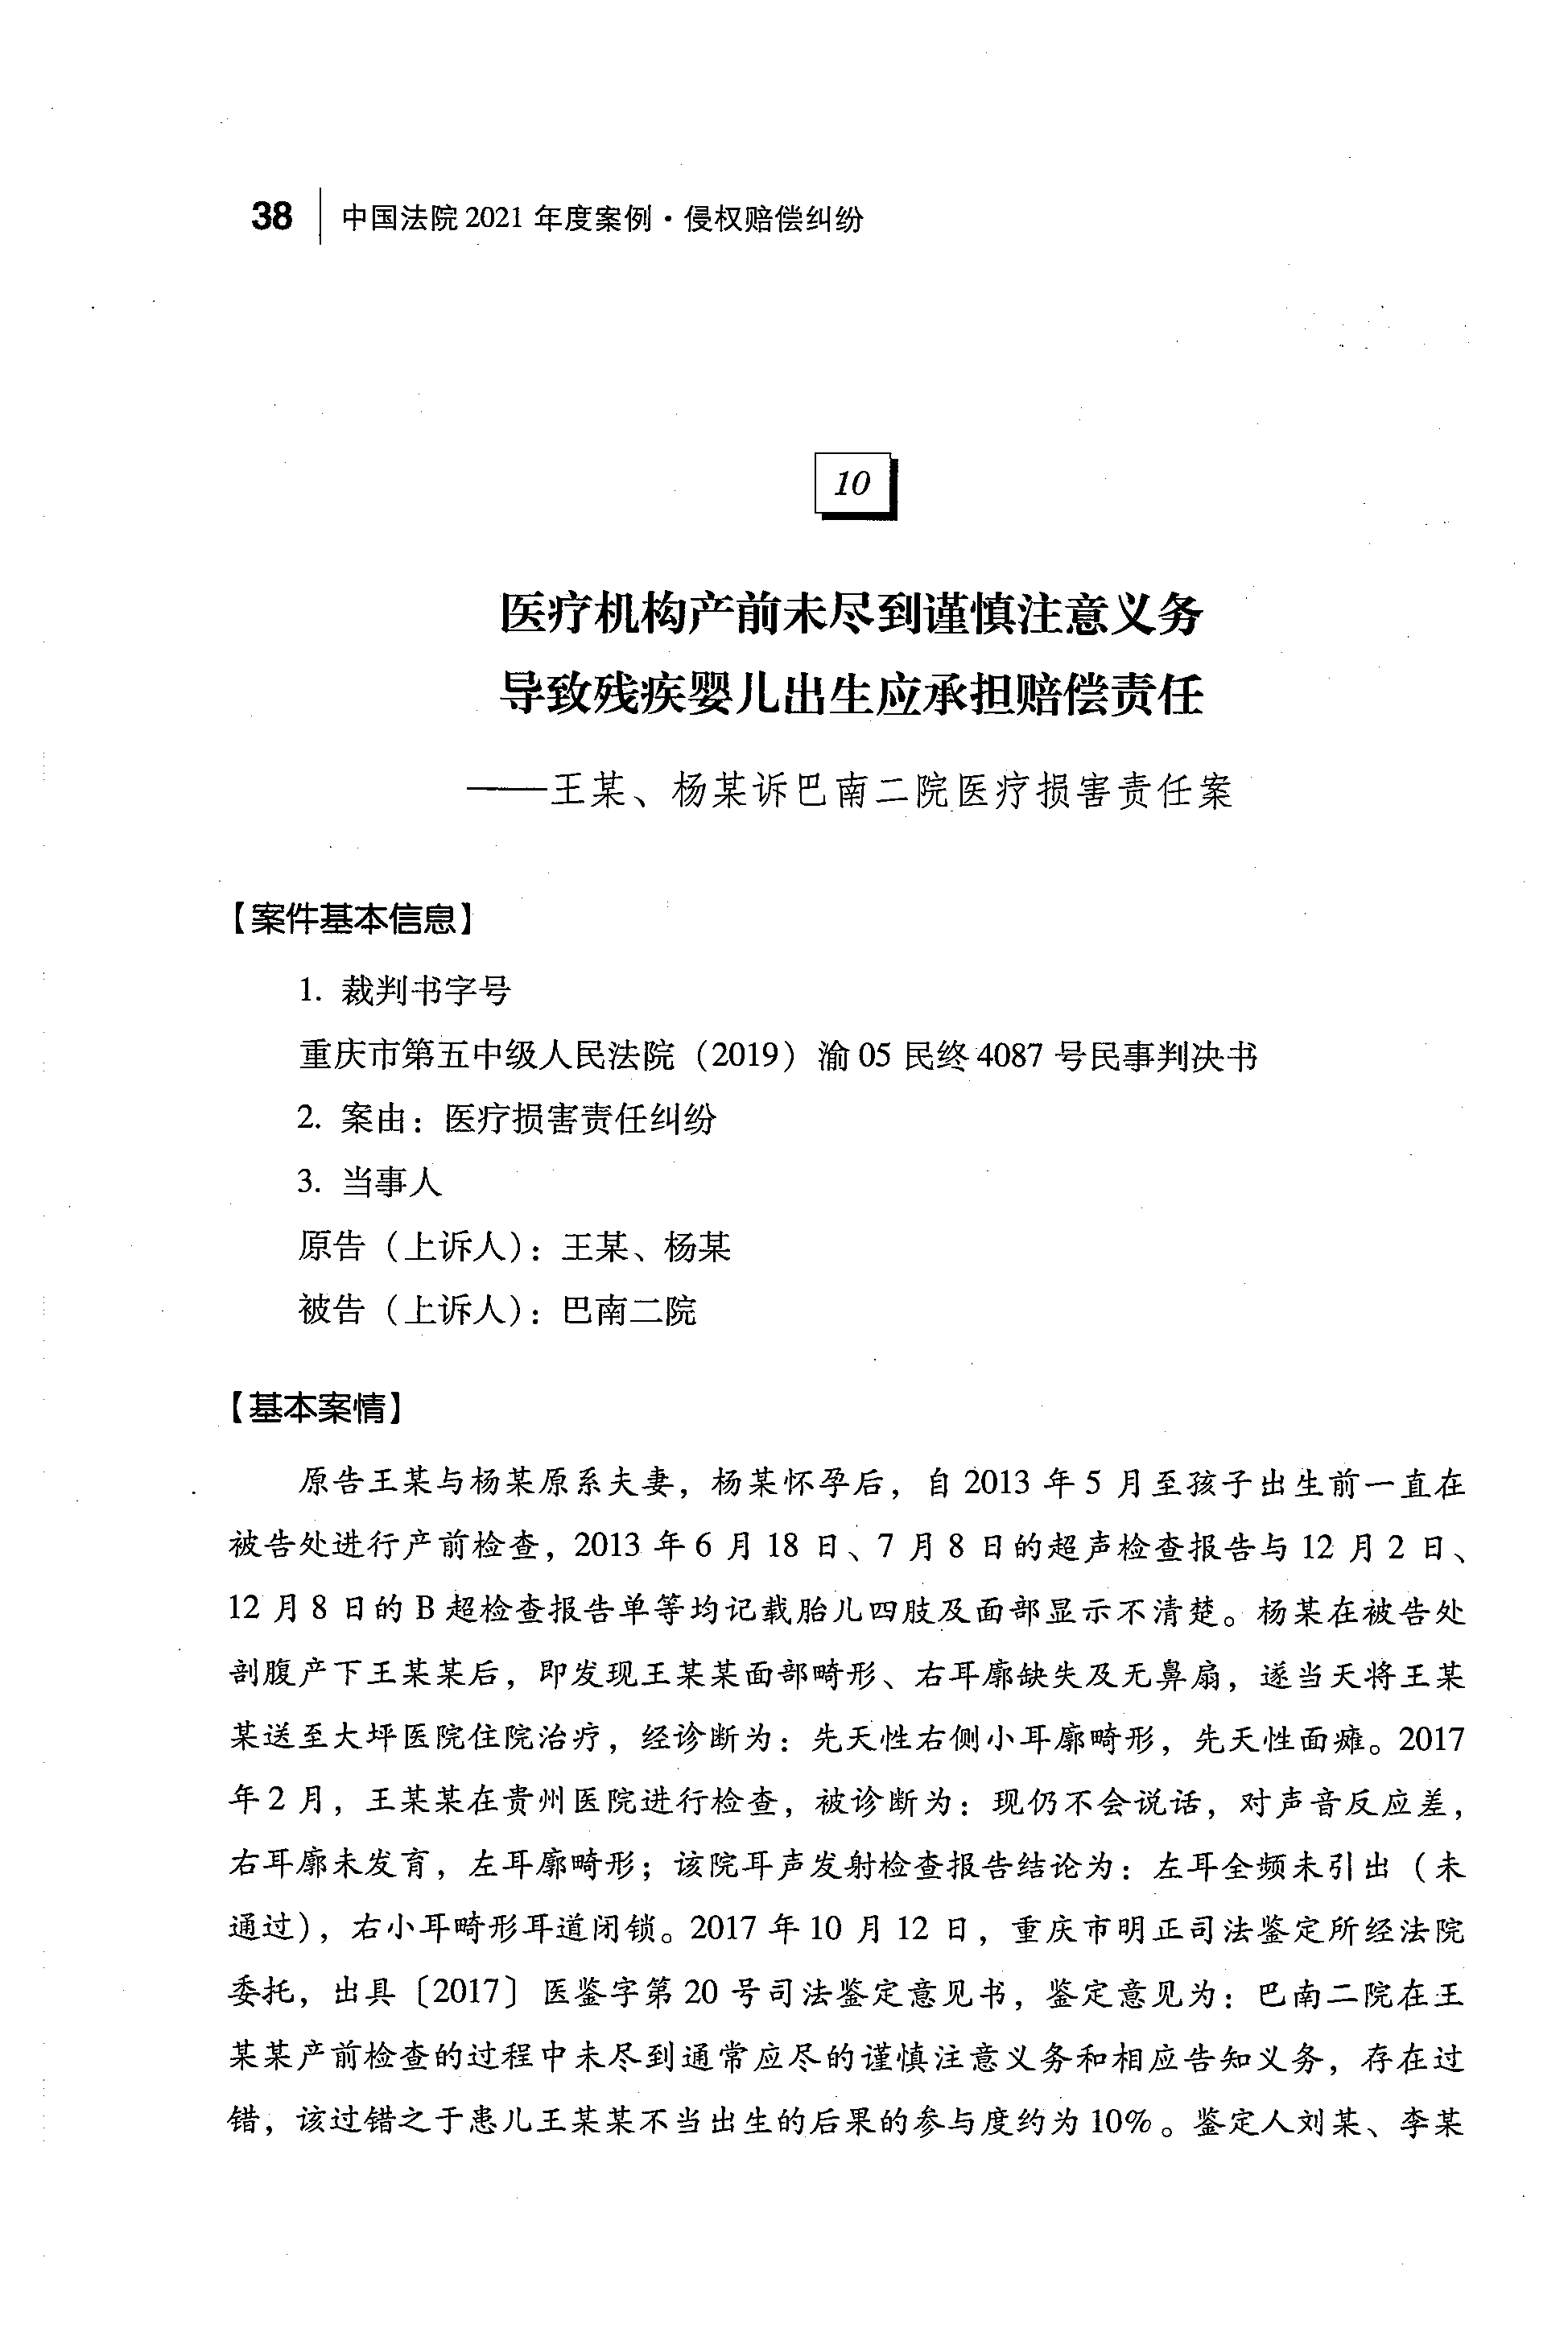 38 中国法院 2021 年度案例·侵权赔偿纠纷
10
医疗机构产前未尽到谨慎注意义务
导致残疾婴儿出生应承担赔偿责任
——王某、杨某诉巴南二院医疗损害责任案
【案件基本信息】
1. 裁判书字号
重庆市第五中级人民法院（2019）渝 05 民终 4087 号民事判决书
2. 案由：医疗损害责任纠纷
3. 当事人
原告（上诉人）：王某、杨某
被告（上诉人）：巴南二院
【基本案情】
原告王某与杨某原系夫妻，杨某怀孕后，自 2013 年 5 月至孩子出生前一直在
被告处进行产前检查，2013 年 6 月 18 日、7 月 8 日的超声检查报告与 12 月 2 日、
12 月 8 日的 B 超检查报告单等均记载胎儿四肢及面部显示不清楚。杨某在被告处
剖腹产下王某某后，即发现王某某面部畸形、右耳廓缺失及无鼻扇，遂当天将王某
某送至大坪医院住院治疗，经诊断为：先天性右侧小耳廓畸形，先天性面瘫。2017
年 2 月，王某某在贵州医院进行检查，被诊断为：现仍不会说话，对声音反应差，
右耳廓未发育，左耳廓畸形；该院耳声发射检查报告结论为：左耳全频未引出（未
通过），右小耳畸形耳道闭锁。2017 年 10 月 12 日，重庆市明正司法鉴定所经法院
委托，出具〔2017〕医鉴字第 20 号司法鉴定意见书，鉴定意见为：巴南二院在王
某某产前检查的过程中未尽到通常应尽的谨慎注意义务和相应告知义务，存在过
错，该过错之于患儿王某某不当出生的后果的参与度约为 10%。鉴定人刘某、李某